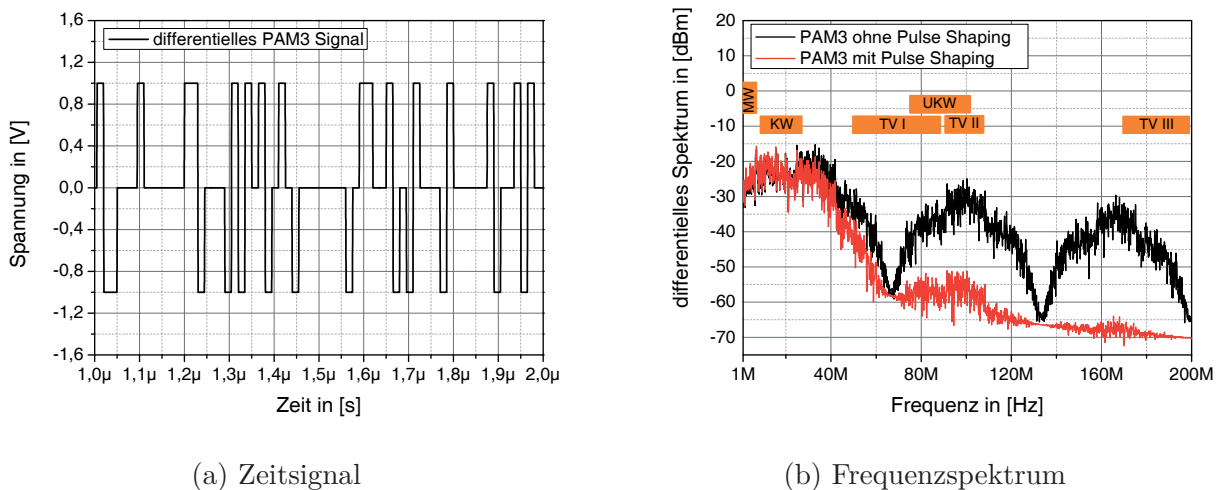 differentielles PAM3 Signal
Spannung in [V]
1,6
1,2
0,8
0,4
0,0
-0,4
-0,8
-1,2
-1,6
1,0µ 1,1µ 1,2µ 1,3µ 1,4µ 1,5µ 1,6µ 1,7µ 1,8µ 1,9µ 2,0µ
Zeit in [s]
(a) Zeitsignal
PAM3 ohne Pulse Shaping
PAM3 mit Pulse Shaping
differentielles Spektrum in [dBm]
20
10
0
-10
-20
-30
-40
-50
-60
-70
MW
UKW
KW
TV I
TV II
TV III
1M 40M 80M 120M 160M 200M
Frequenz in [Hz]
(b) Frequenzspektrum